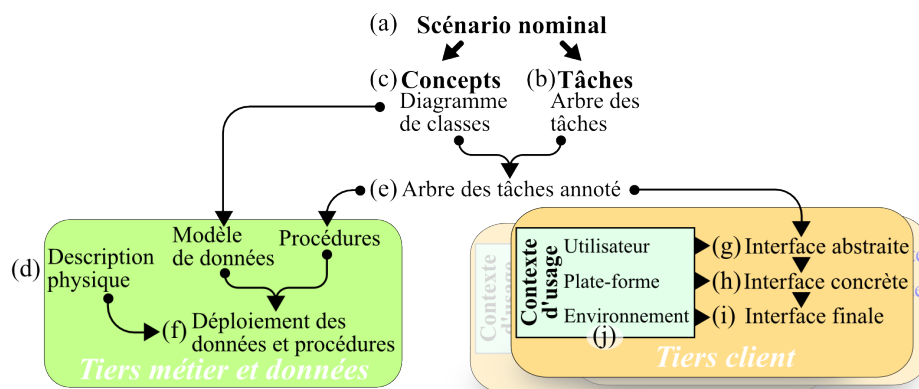 (a) Scénario nominal
(c) Concepts
(b) Tâches
Diagramme
de classes
Arbre des
tâches
(e) Arbre des tâches annoté
(d)
Description
physique
Modèle
de données
Procédures
(f) Déploiement des
données et procédures
Tiers métier et données
Contexte
d'usage
Contexte
d'usage
Utilisateur
Plate-forme
Environnement
(j)
(g) Interface abstraite
(h) Interface concrète
(i) Interface finale
Tiers client